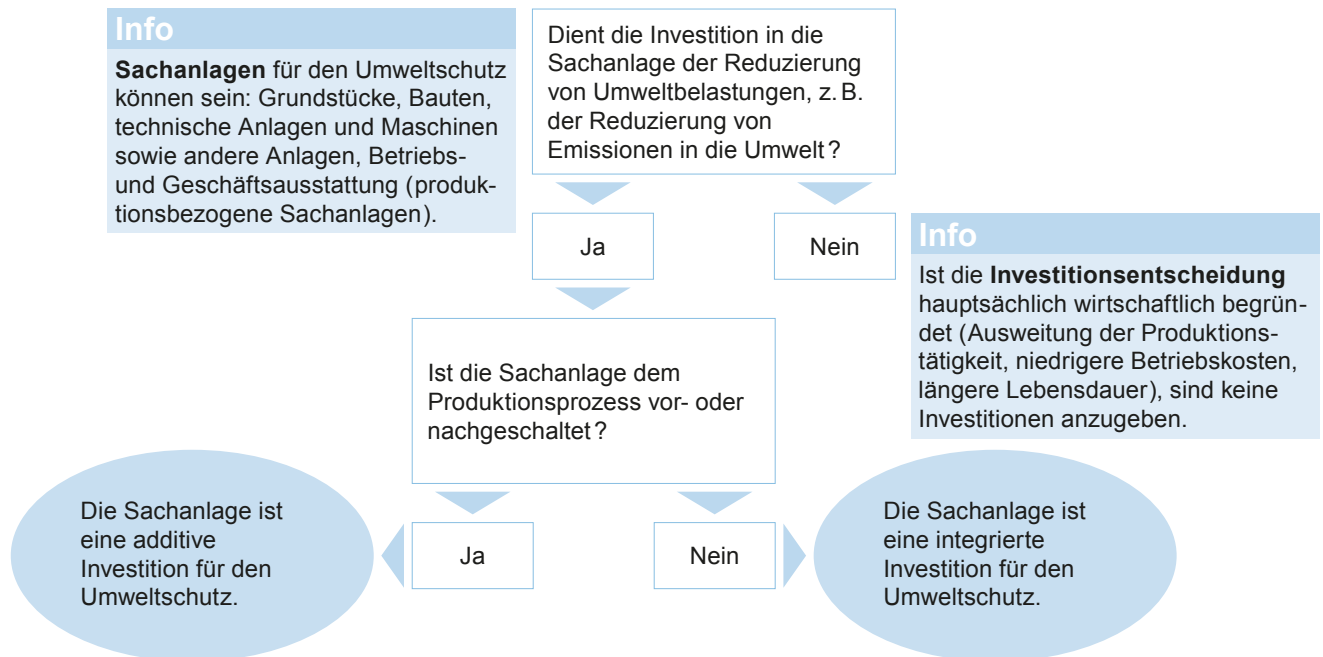 Info
Sachanlagen für den Umweltschutz
können sein: Grundstücke, Bauten,
technische Anlagen und Maschinen
sowie andere Anlagen, Betriebs-
und Geschäftsausstattung (produk-
tionsbezogene Sachanlagen).
Dient die Investition in die
Sachanlage der Reduzierung
von Umweltbelastungen, z. B.
der Reduzierung von
Emissionen in die Umwelt ?
Ja
Nein
Info
Ist die Investitionsentscheidung
hauptsächlich wirtschaftlich begrün-
det (Ausweitung der Produktions-
tätigkeit, niedrigere Betriebskosten,
längere Lebensdauer), sind keine
Investitionen anzugeben.
Ist die Sachanlage dem
Produktionsprozess vor- oder
nachgeschaltet ?
Ja
Nein
Die Sachanlage ist
eine additive
Investition für den
Umweltschutz.
Die Sachanlage ist
eine integrierte
Investition für den
Umweltschutz.